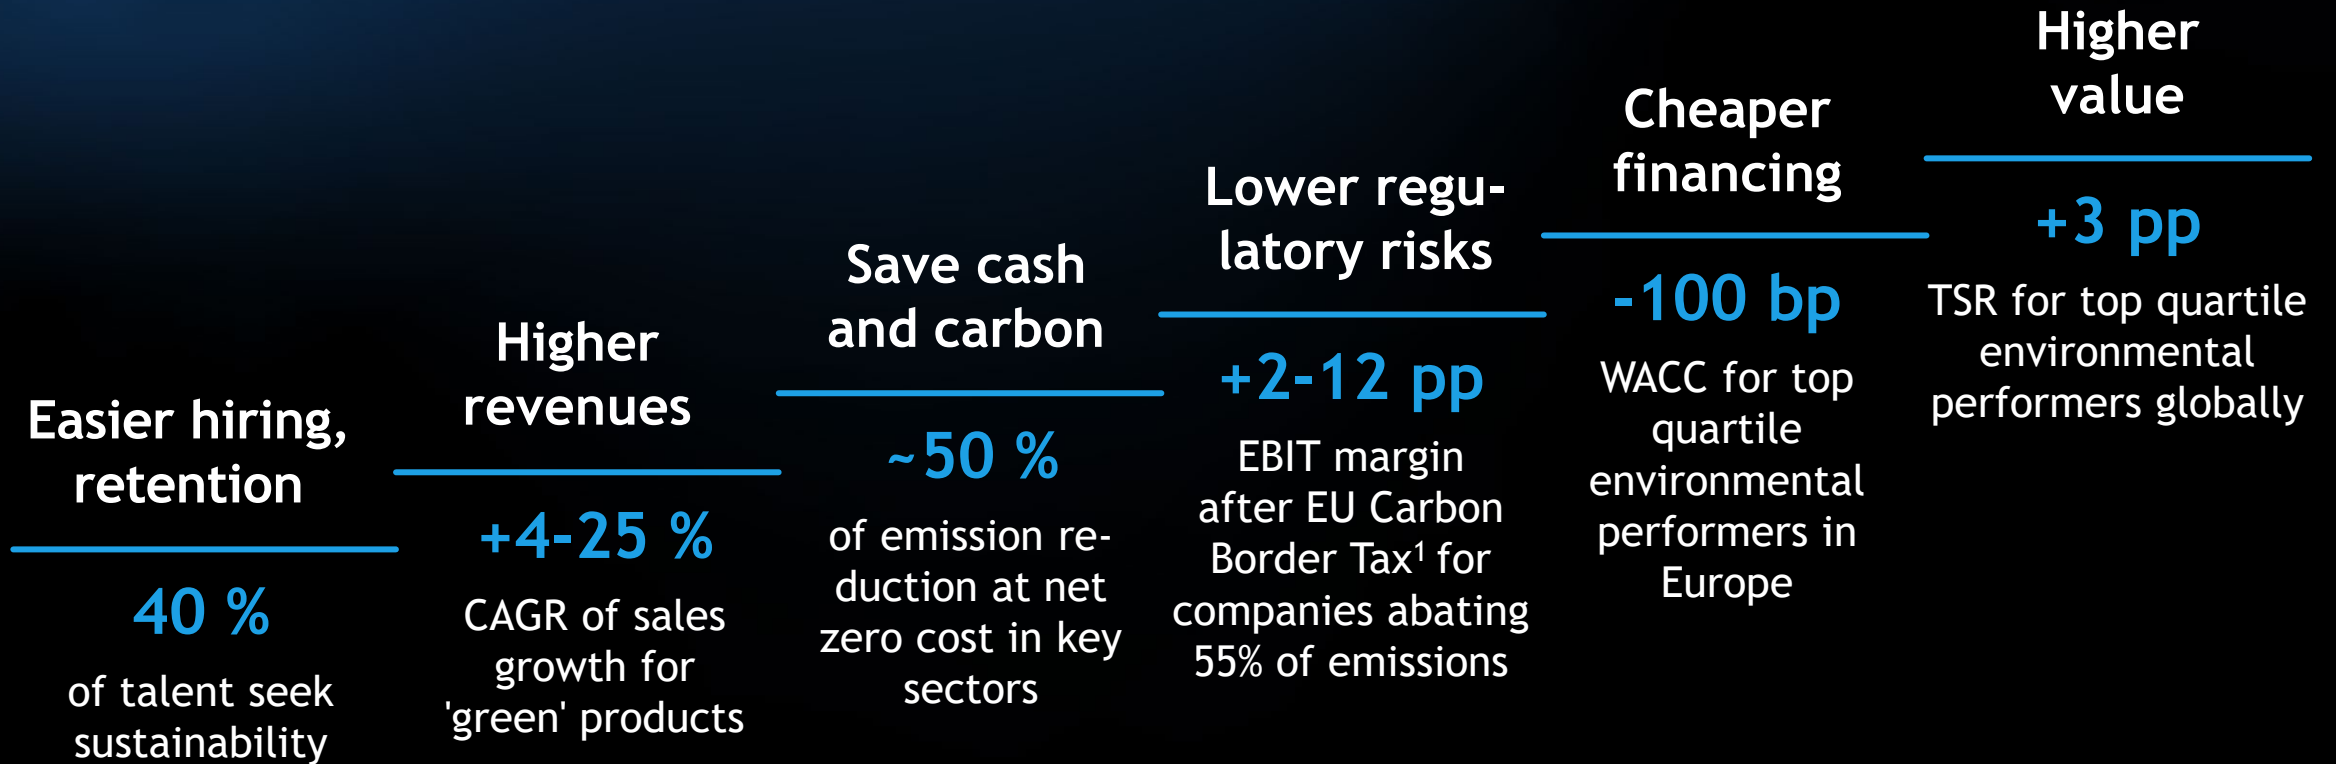 Easier hiring,
retention
40 %
of talent seek
sustainability
Higher
revenues
+4-25 %
CAGR of sales
growth for
'green' products
Save cash
and carbon
~50 %
of emission re-
duction at net
zero cost in key
sectors
Lower regu-
latory risks
+2-12 pp
EBIT margin
after EU Carbon
Border Tax¹ for
companies abating
55% of emissions
Cheaper
financing
-100 bp
WACC for top
quartile
environmental
performers in
Europe
Higher
value
+3 pp
TSR for top quartile
environmental
performers globally